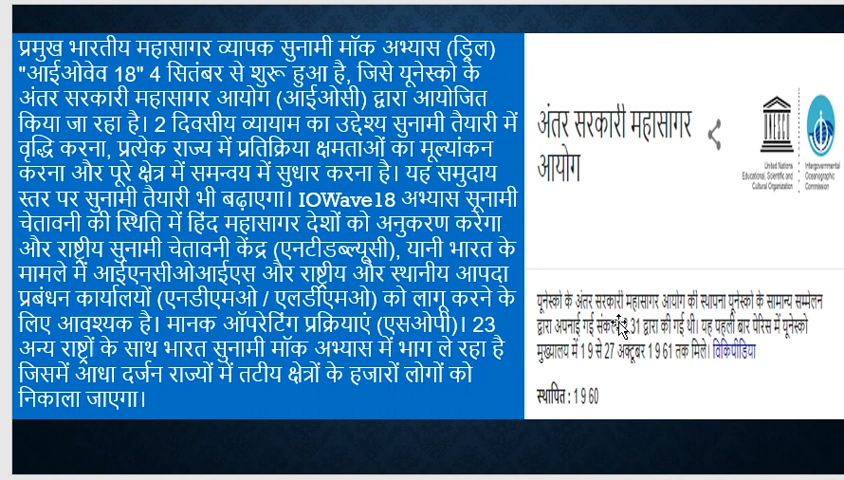 प्रमुख भारतीय महासागर व्यापक सुनामी मॉक अभ्यास (ड्रिल)
"आईओवेव 18" 4 सितंबर से शुरू हुआ है, जिसे यूनेस्को के
अंतर सरकारी महासागर आयोग (आईओसी) द्वारा आयोजित
किया जा रहा है। 2 दिवसीय व्यायाम का उद्देश्य सुनामी तैयारी में
वृद्धि करना, प्रत्येक राज्य में प्रतिक्रिया क्षमताओं का मूल्यांकन
करना और पूरे क्षेत्र में समन्वय में सुधार करना है। यह समुदाय
स्तर पर सुनामी तैयारी भी बढ़ाएगा। IOWave18 अभ्यास सूनामी
चेतावनी की स्थिति में हिंद महासागर देशों को अनुकरण करेगा
और राष्ट्रीय सुनामी चेतावनी केंद्र (एनटीडब्ल्यूसी), यानी भारत के
मामले में आईएनसीओआईएस और राष्ट्रीय और स्थानीय आपदा
प्रबंधन कार्यालयों (एनडीएमओ / एलडीएमओ) को लागू करने के
लिए आवश्यक है। मानक ऑपरेटिंग प्रक्रियाएं (एसओपी)। 23
अन्य राष्ट्रों के साथ भारत सुनामी मॉक अभ्यास में भाग ले रहा है
जिसमें आधा दर्जन राज्यों में तटीय क्षेत्रों के हजारों लोगों को
निकाला जाएगा।
अंतर सरकारी महासागर
आयोग
United Nations
Educational, Scientific and
Cultural Organization
Intergovernmental
Oceanographic
Commission
यूनेस्को के अंतर सरकारी महासागर आयोग की स्थापना यूनेस्को के सामान्य सम्मेलन
द्वारा अपनाई गई 2.31 द्वारा की गई थी। यह पहली बार पेरिस में यूनेस्को
मुख्यालय में 19 से 27 अक्टूबर 1961 तक मिले। विकिपीडिया
स्थापित : 1960